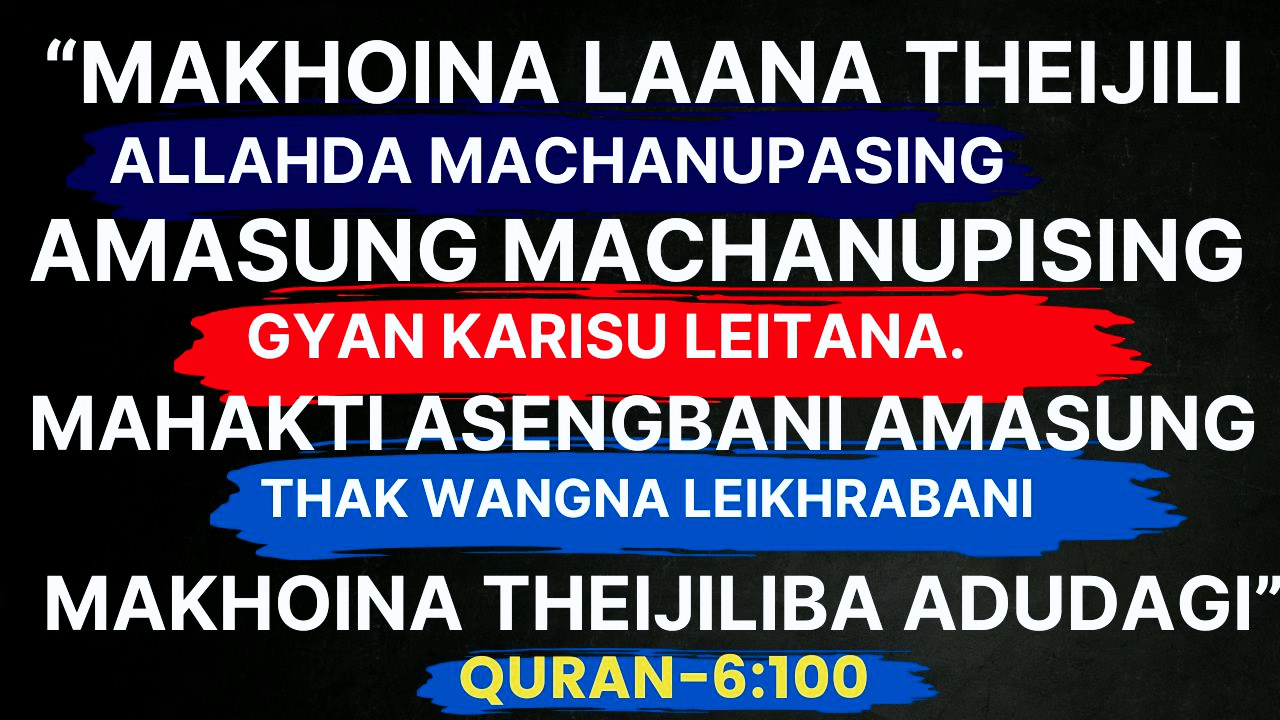 “MAKHOINA LAANA THEIJILI
ALLAHDA MACHANUPASING
AMASUNG MACHANUPISING
GYAN KARISU LEITANA.
MAHAKTI ASENGBANI AMASUNG
THAK WANGNA LEIKHRABANI
MAKHOINA THEIJILIBA ADUDAGI”
QURAN-6:100